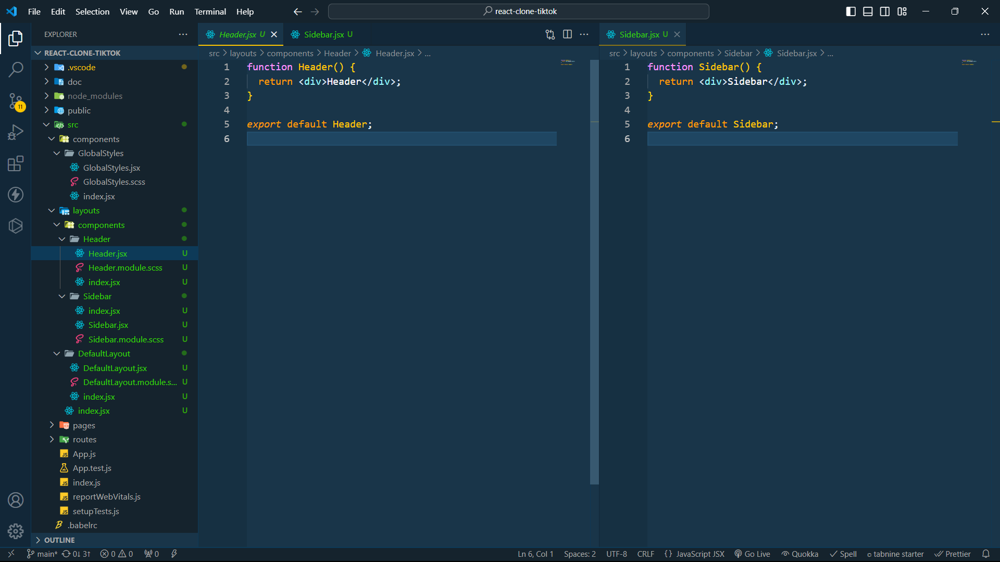 File Edit Selection View Go Run Terminal Help
react-clone-tiktok
EXPLORER
REACT-CLONE-TIKTOK
.vscode
doc
node_modules
public
src
components
GlobalStyles
GlobalStyles.jsx
GlobalStyles.scss
index.jsx
layouts
components
Header
Header.jsx U
Header.module.scss U
index.jsx U
Sidebar
index.jsx U
Sidebar.jsx U
Sidebar.module.scss U
DefaultLayout
DefaultLayout.jsx U
DefaultLayout.module.s... U
index.jsx U
index.jsx U
pages
routes
App.js
App.test.js
index.js
reportWebVitals.js
setupTests.js
.babelrc
OUTLINE
11
Header.jsx U Sidebar.jsx U
src > layouts > components > Header > Header.jsx > ...
1 function Header() {
2 return <div>Header</div>;
3 }
4
5 export default Header;
6
Sidebar.jsx U
src > layouts > components > Sidebar > Sidebar.jsx > ...
1 function Sidebar() {
2 return <div>Sidebar</div>;
3 }
4
5 export default Sidebar;
6
main* 0↓ 3↑ 0 0 0
Ln 6, Col 1 Spaces: 2 UTF-8 CRLF {} JavaScript JSX Go Live Quokka Spell tabnine starter Prettier